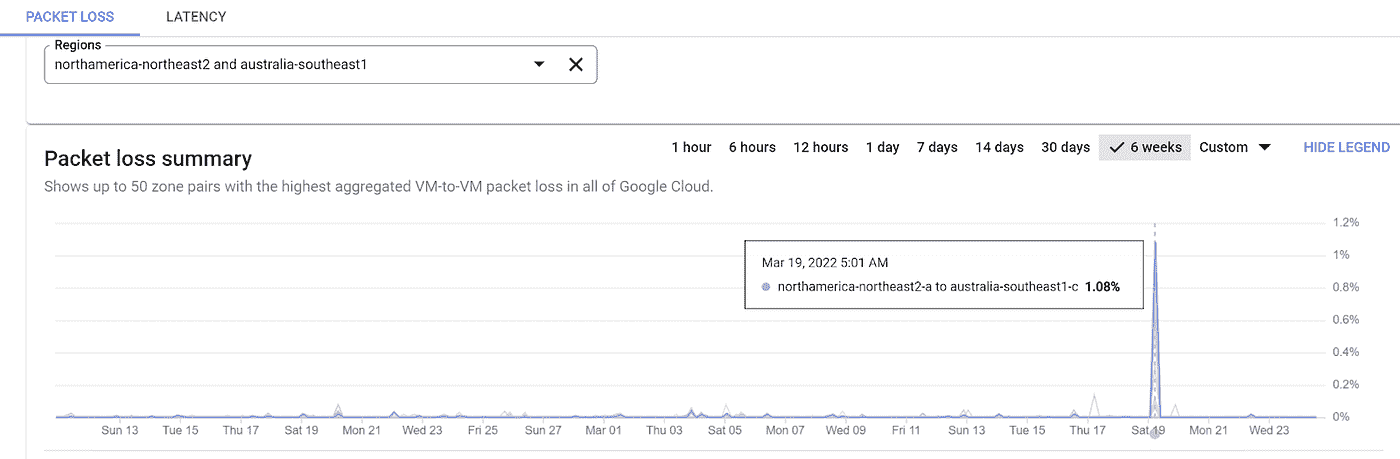 PACKET LOSS LATENCY
Regions
northamerica-northeast2 and australia-southeast1
1 hour 6 hours 12 hours 1 day 7 days 14 days 30 days 6 weeks Custom HIDE LEGEND
Packet loss summary
Shows up to 50 zone pairs with the highest aggregated VM-to-VM packet loss in all of Google Cloud.
1.2%
Mar 19, 2022 5:01 AM
1%
northamerica-northeast2-a to australia-southeast1-c 1.08%
0.8%
0.6%
0.4%
0.2%
0%
Sun 13 Tue 15 Thu 17 Sat 19 Mon 21 Wed 23 Fri 25 Sun 27 Mar 01 Thu 03 Sat 05 Mon 07 Wed 09 Fri 11 Sun 13 Tue 15 Thu 17 Sat 19 Mon 21 Wed 23